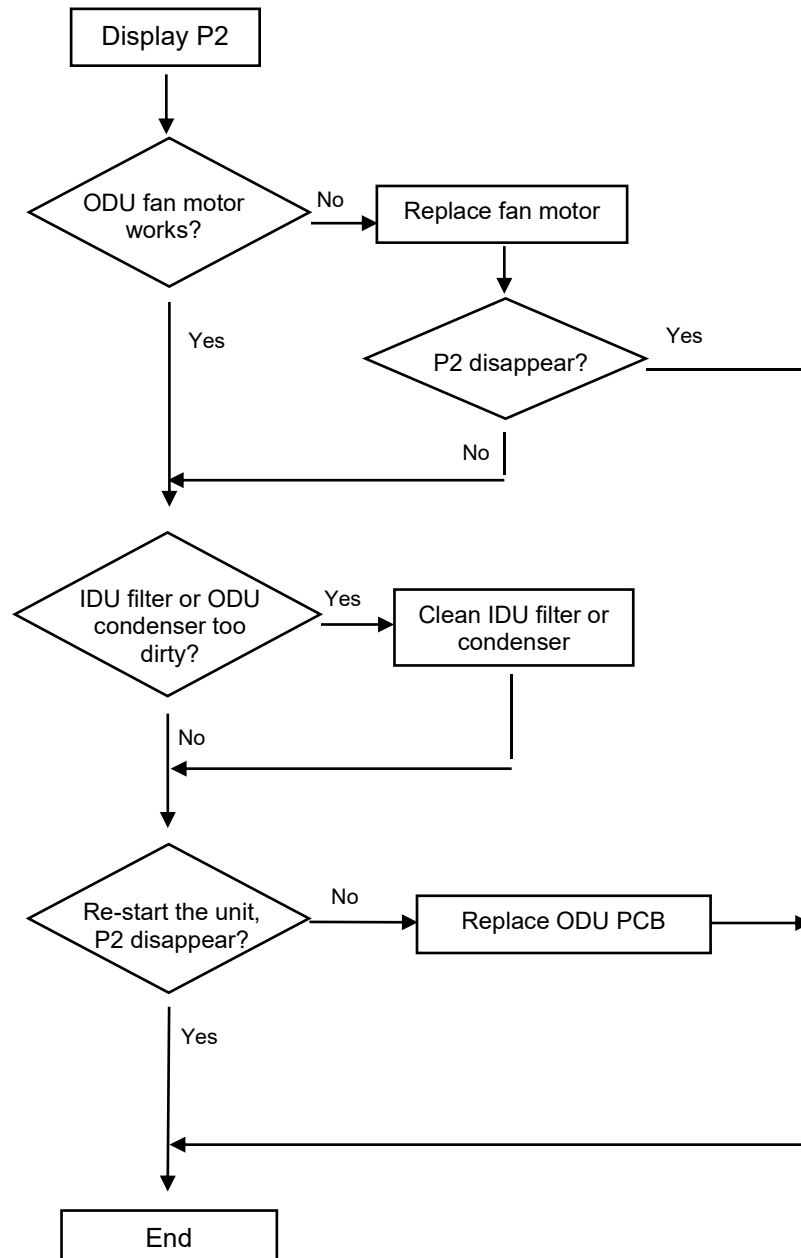 Display P2
ODU fan motor
works?
No
Replace fan motor
Yes
P2 disappear?
Yes
No
IDU filter or ODU
condenser too
dirty?
Yes
Clean IDU filter or
condenser
No
Re-start the unit,
P2 disappear?
No
Replace ODU PCB
Yes
End